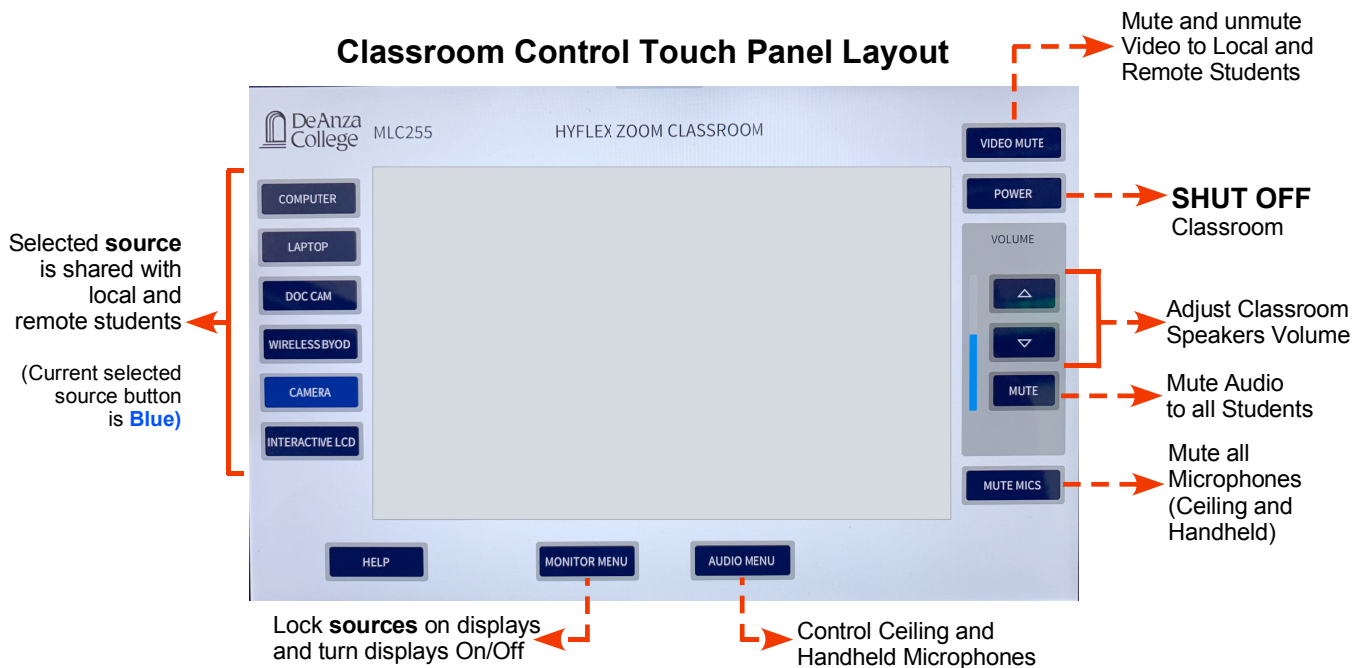 Classroom Control Touch Panel Layout
Mute and unmute
Video to Local and
Remote Students
DeAnza
College
MLC255
HYFLEX ZOOM CLASSROOM
VIDEO MUTE
POWER
SHUT OFF
Classroom
Selected source
is shared with
local and
remote students
(Current selected
source button
is Blue)
COMPUTER
LAPTOP
DOC CAM
WIRELESS BYOD
CAMERA
INTERACTIVE LCD
VOLUME
Adjust Classroom
Speakers Volume
MUTE
Mute Audio
to all Students
MUTE MICS
Mute all
Microphones
(Ceiling and
Handheld)
HELP
MONITOR MENU
AUDIO MENU
Lock sources on displays
and turn displays On/Off
Control Ceiling and
Handheld Microphones